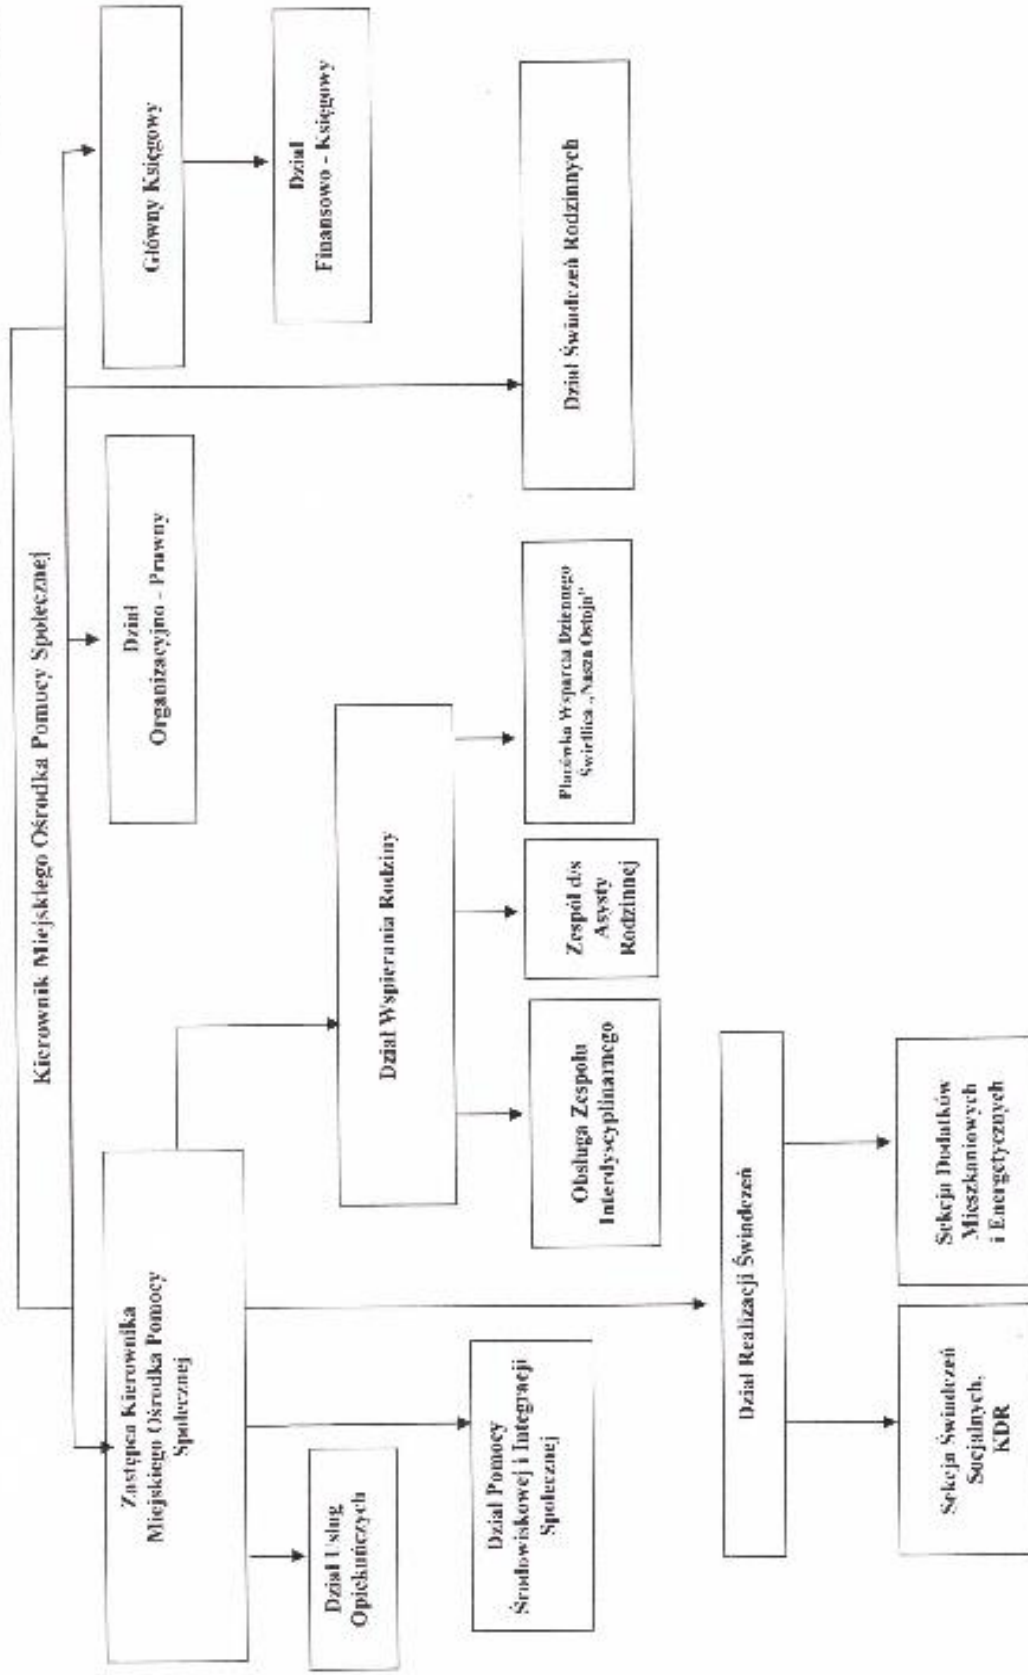 Kierownik Miejskiego Ośrodka Pomocy Społecznej
Zastępca Kierownika
Miejskiego Ośrodka Pomocy
Społecznej
Dział
Organizacyjno - Prawny
Główny Księgowy
Dział
Finansowo - Księgowy
Dział Usług
Opiekuńczych
Dział Wspierania Rodziny
Dział Pomocy
Środowiskowej i Integracji
Społecznej
Obsługa Zespołu
Interdyscyplinarnego
Zespół d/s
Asysty
Rodzinnej
Placówka Wsparcia Dziennego
Świetlica „Nasza Ostoja”
Dział Świadczeń Rodzinnych
Dział Realizacji Świadczeń
Sekcja Świadczeń
Socjalnych,
KDR
Sekcja Dodatków
Mieszkaniowych
i Energetycznych